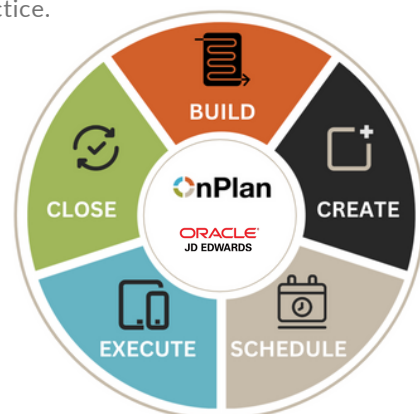 ctice.
BUILD
CLOSE
OnPlan
CREATE
ORACLE
JD EDWARDS
EXECUTE
SCHEDULE